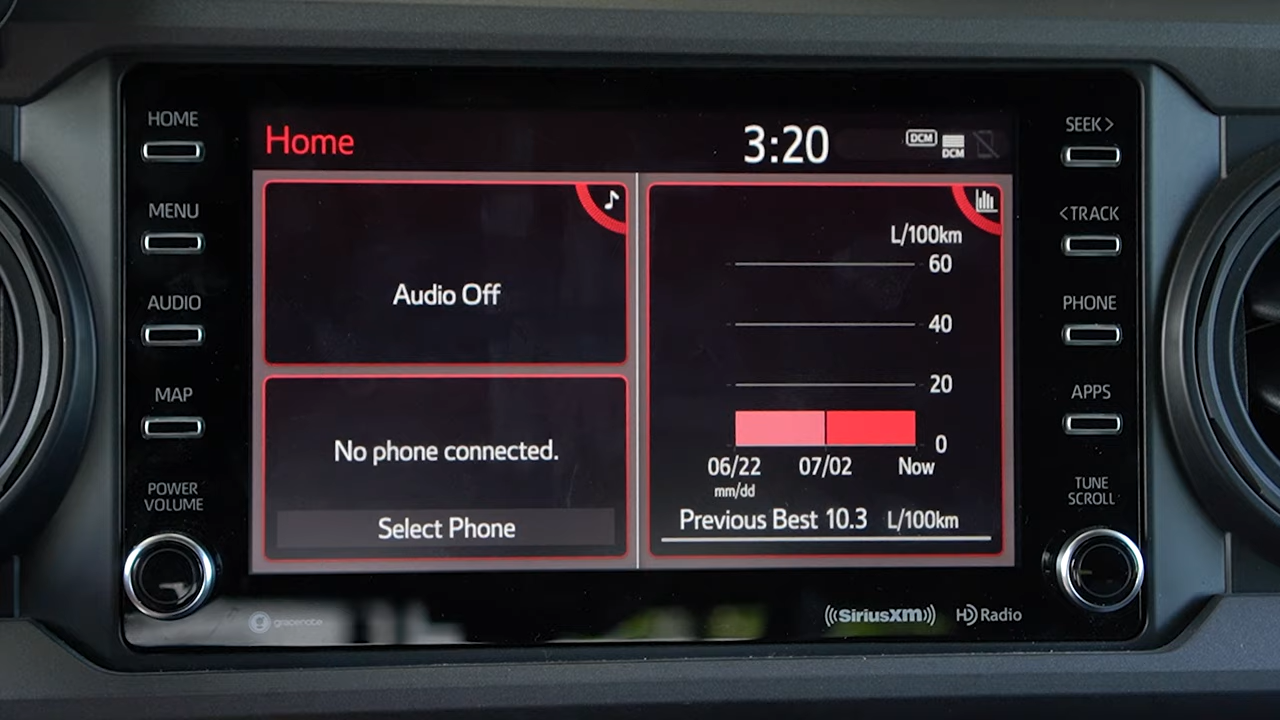 HOME
MENU
AUDIO
MAP
POWER
VOLUME
Home
3:20
DCM
DCM
Audio Off
No phone connected.
Select Phone
L/100km
60
40
20
0
06/22
07/02
Now
mm/dd
Previous Best 10.3 L/100km
SEEK>
<TRACK
PHONE
APPS
TUNE
SCROLL
gracenote
((SiriusXM))
HD Radio